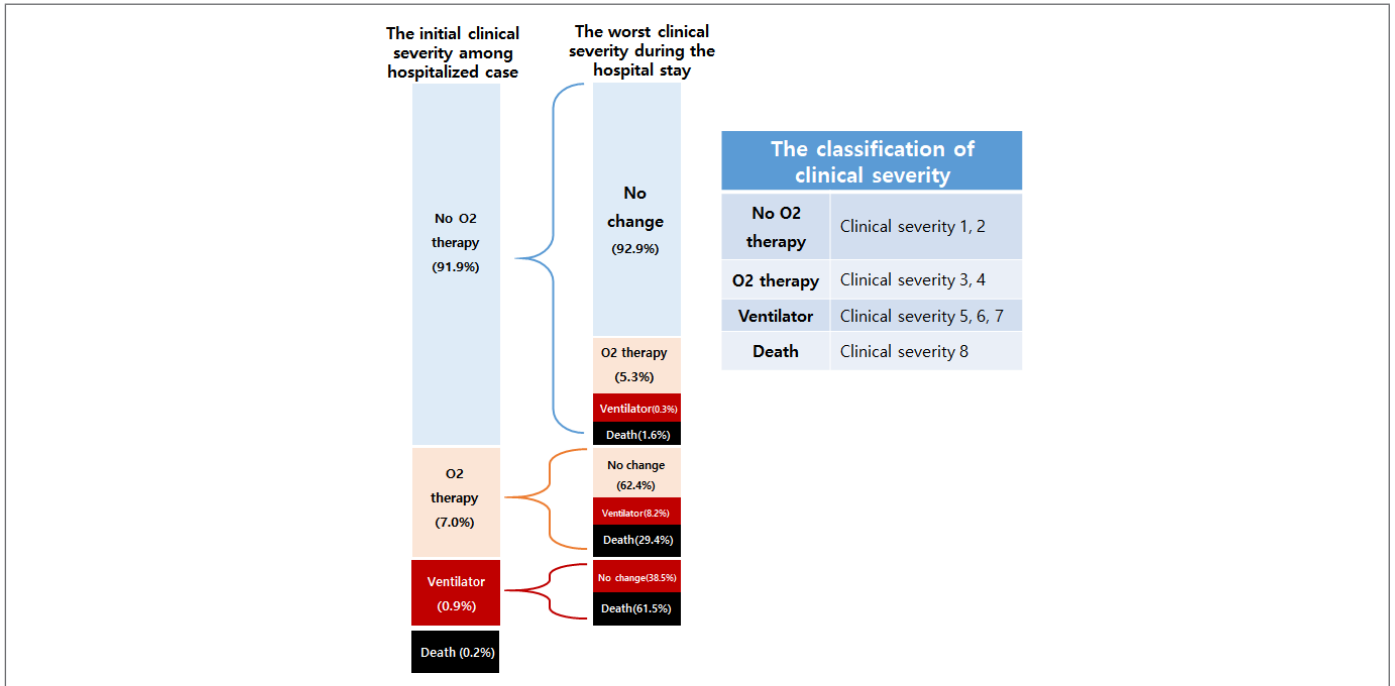 The initial clinical
severity among
hospitalized case
The worst clinical
severity during the
hospital stay
No O2
therapy
(91.9%)
No
change
(92.9%)
O2 therapy
(5.3%)
Ventilator(0.3%)
Death(1.6%)
O2
therapy
(7.0%)
No change
(62.4%)
Ventilator(8.2%)
Death(29.4%)
Ventilator
(0.9%)
No change(38.5%)
Death(61.5%)
Death (0.2%)
The classification of
clinical severity
No O2
therapy
Clinical severity 1, 2
O2 therapy
Clinical severity 3, 4
Ventilator
Clinical severity 5, 6, 7
Death
Clinical severity 8